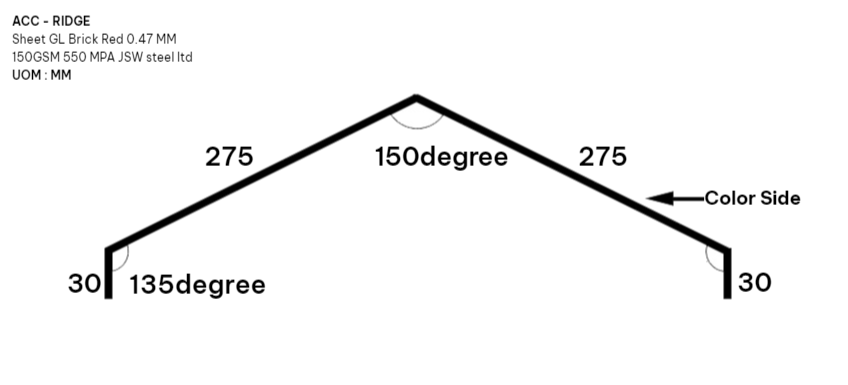 ACC - RIDGE
Sheet GL Brick Red 0.47 MM
150GSM 550 MPA JSW steel ltd
UOM : MM
275
150degree
275
Color Side
30
135degree
30